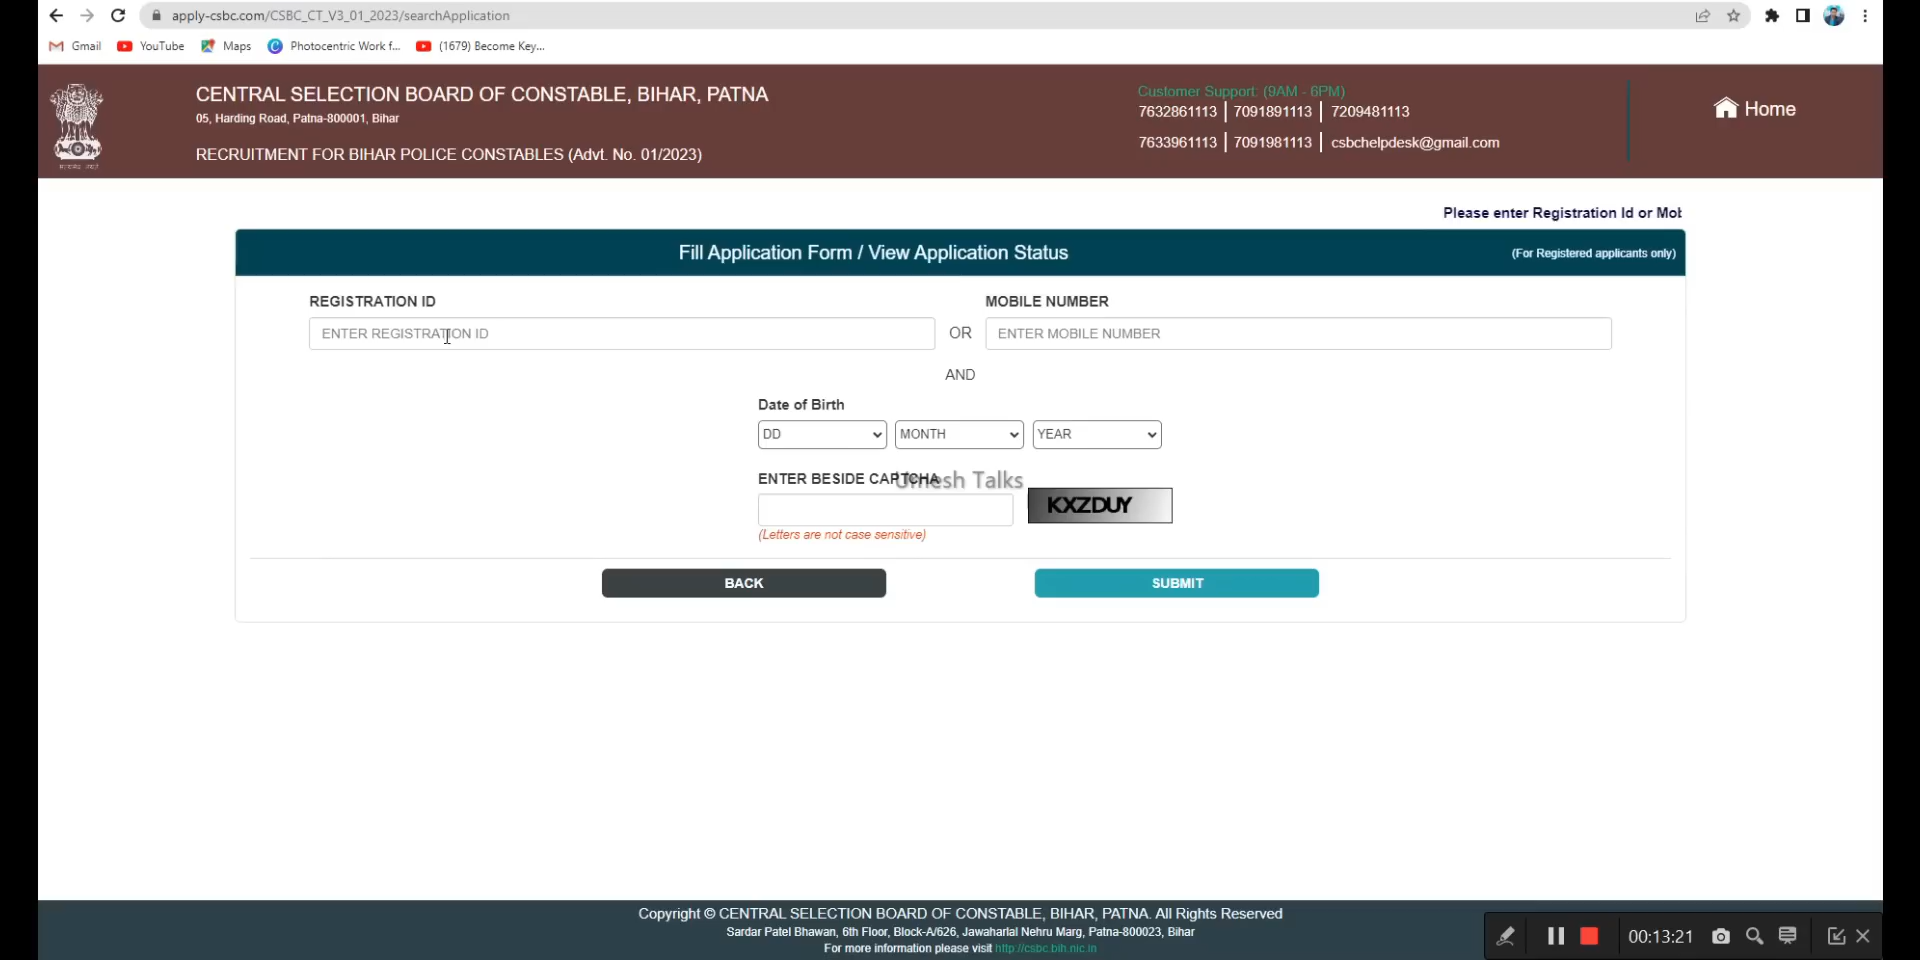 apply-csbc.com/CSBC_CT_V3_01_2023/searchApplication
Gmail YouTube Maps Photocentric Work f... (1679) Become Key...
CENTRAL SELECTION BOARD OF CONSTABLE, BIHAR, PATNA
05, Harding Road, Patna-800001, Bihar
RECRUITMENT FOR BIHAR POLICE CONSTABLES (Advt. No. 01/2023)
Customer Support: (9AM - 6PM)
7632861113 | 7091891113 | 7209481113
7633961113 | 7091981113 | csbchelpdesk@gmail.com
Home
Please enter Registration Id or Mot
Fill Application Form / View Application Status
(For Registered applicants only)
REGISTRATION ID
ENTER REGISTRATION ID
OR
MOBILE NUMBER
ENTER MOBILE NUMBER
AND
Date of Birth
DD MONTH YEAR
ENTER BESIDE CAPTCHA
Umesh Talks
KXZDUY
(Letters are not case sensitive)
BACK SUBMIT
Copyright © CENTRAL SELECTION BOARD OF CONSTABLE, BIHAR, PATNA. All Rights Reserved
Sardar Patel Bhawan, 6th Floor, Block-A/626, Jawaharlal Nehru Marg, Patna-800023, Bihar
For more information please visit http://csbc.bih.nic.in
00:13:21